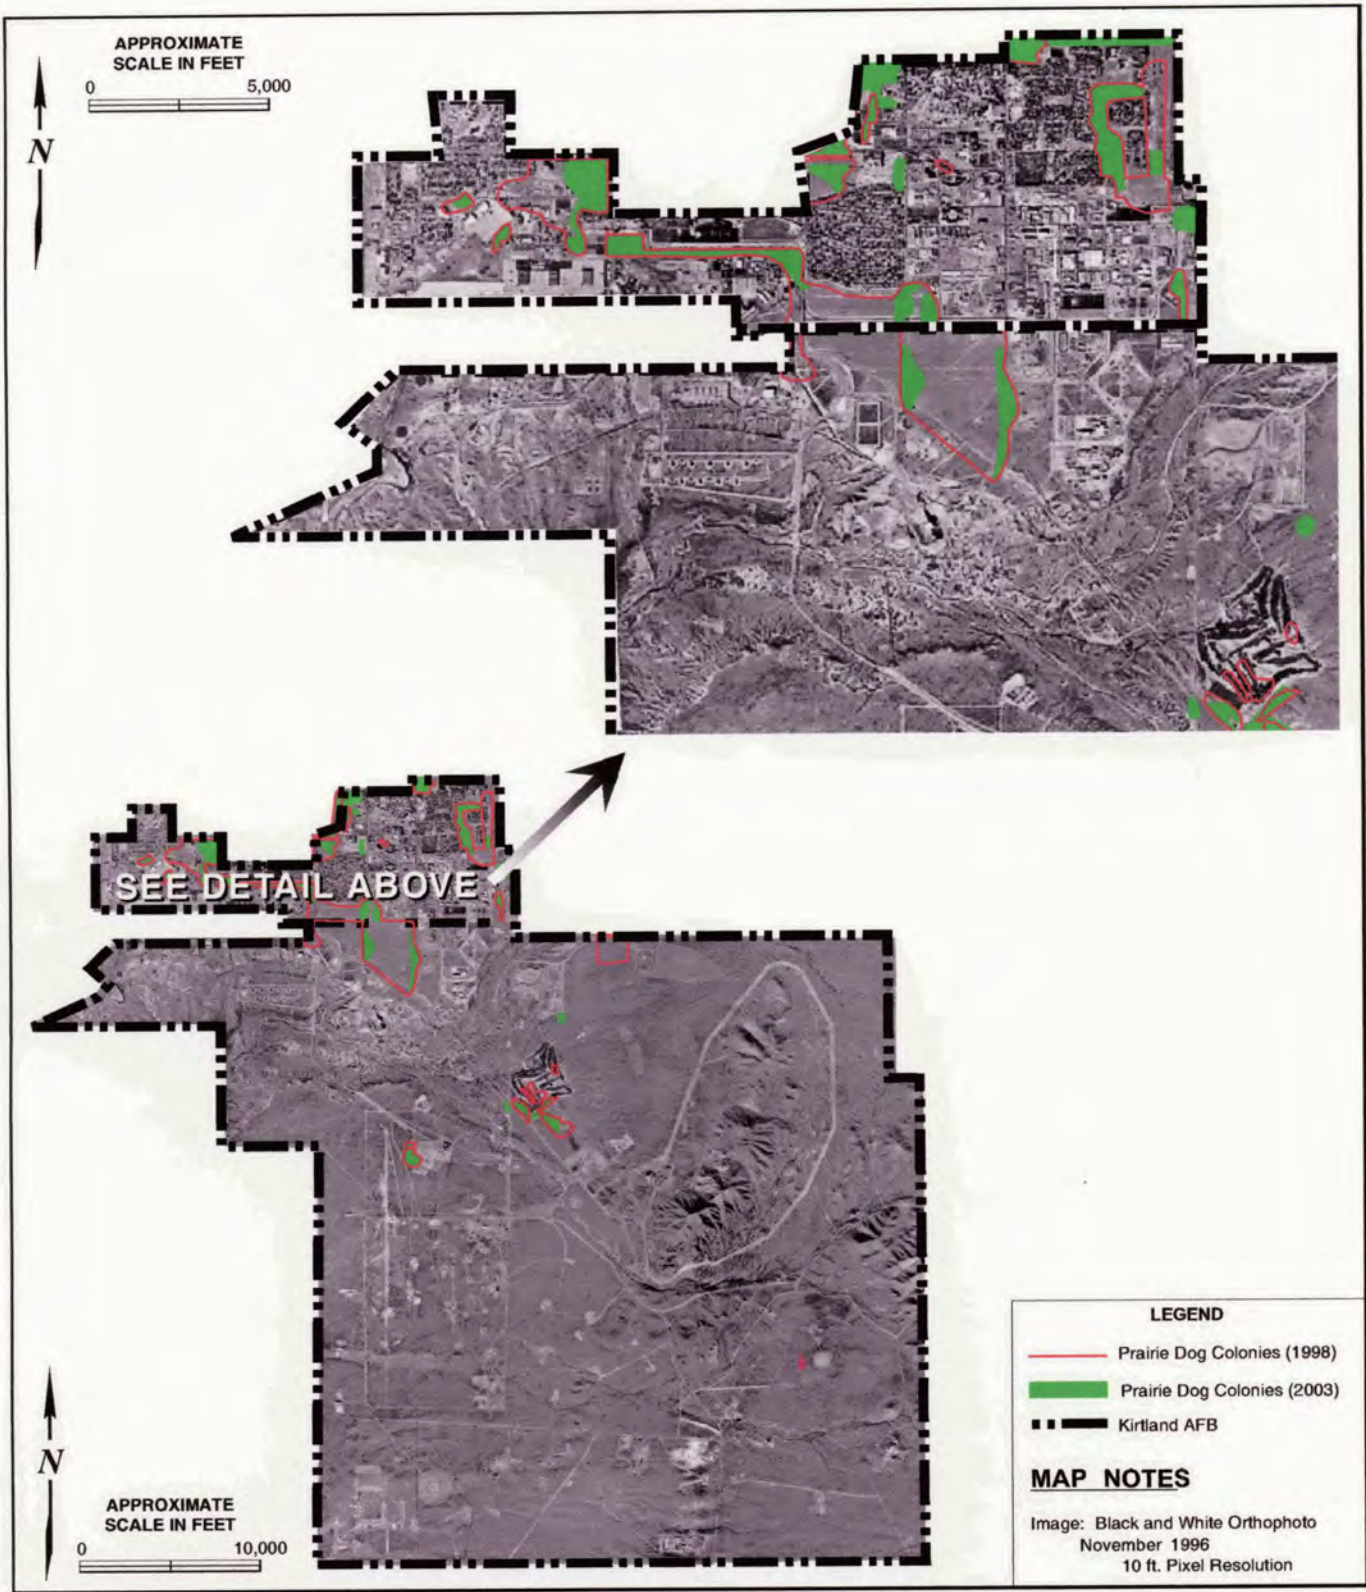 APPROXIMATE
SCALE IN FEET
0 5,000
N
SEE DETAIL ABOVE
N
APPROXIMATE
SCALE IN FEET
0 10,000
LEGEND
Prairie Dog Colonies (1998)
Prairie Dog Colonies (2003)
Kirtland AFB
MAP NOTES
Image: Black and White Orthophoto
November 1996
10 ft. Pixel Resolution